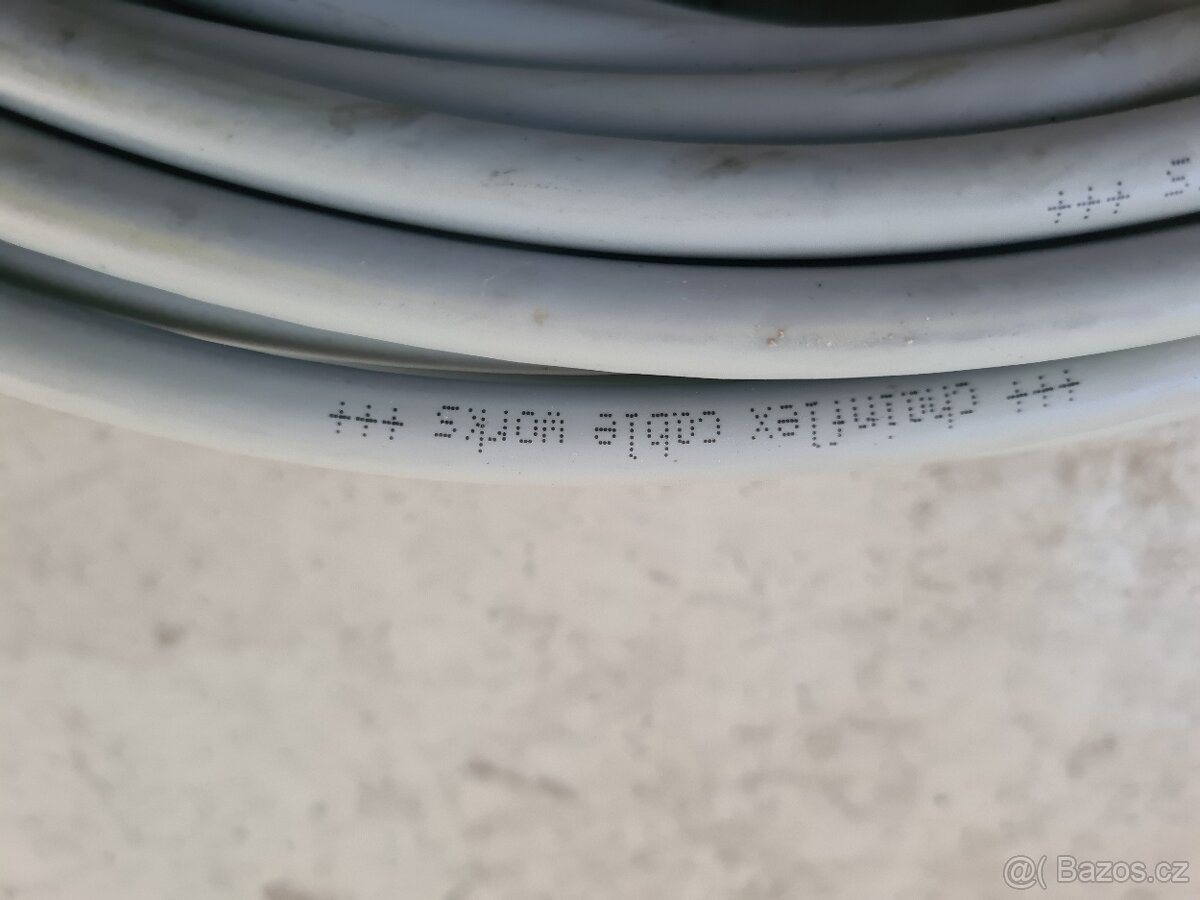 s +++
+++ chainflex cable works +++
@( Bazos.cz